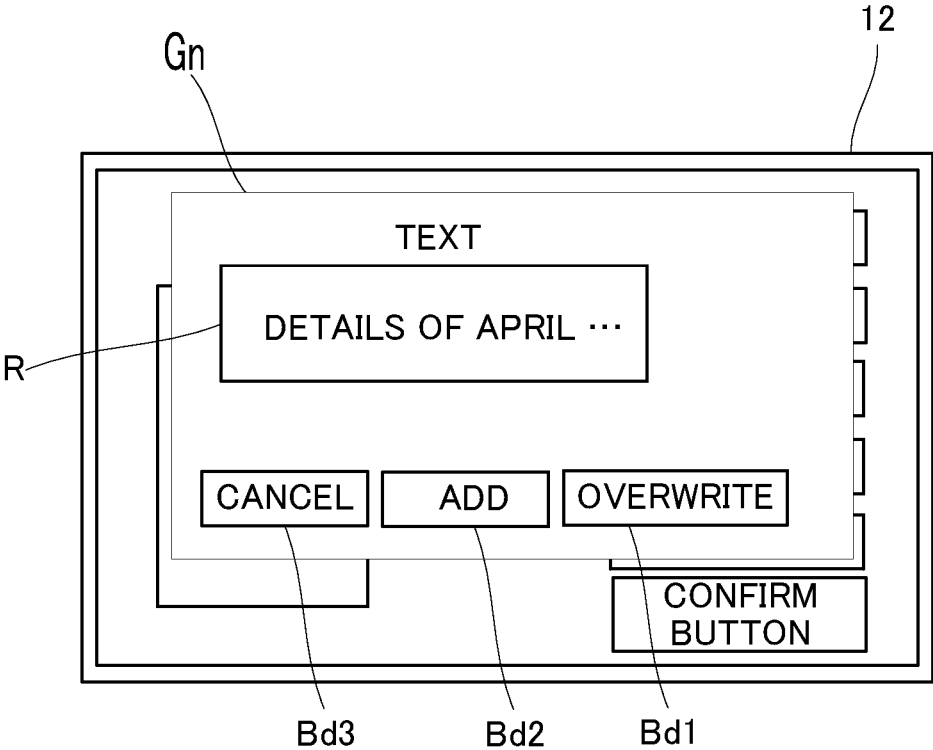 12
Gn
TEXT
DETAILS OF APRIL ···
R
CANCEL
ADD
OVERWRITE
CONFIRM
BUTTON
Bd3
Bd2
Bd1